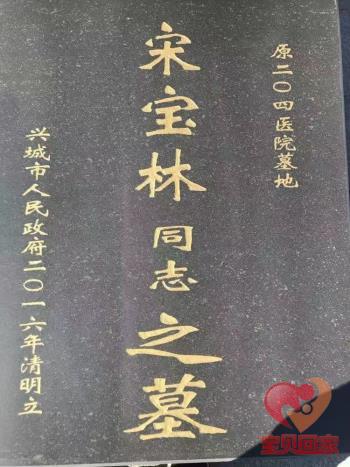 原二〇四医院墓地
宋宝林同志之墓
兴城市人民政府二〇一六年清明立
宝贝回家